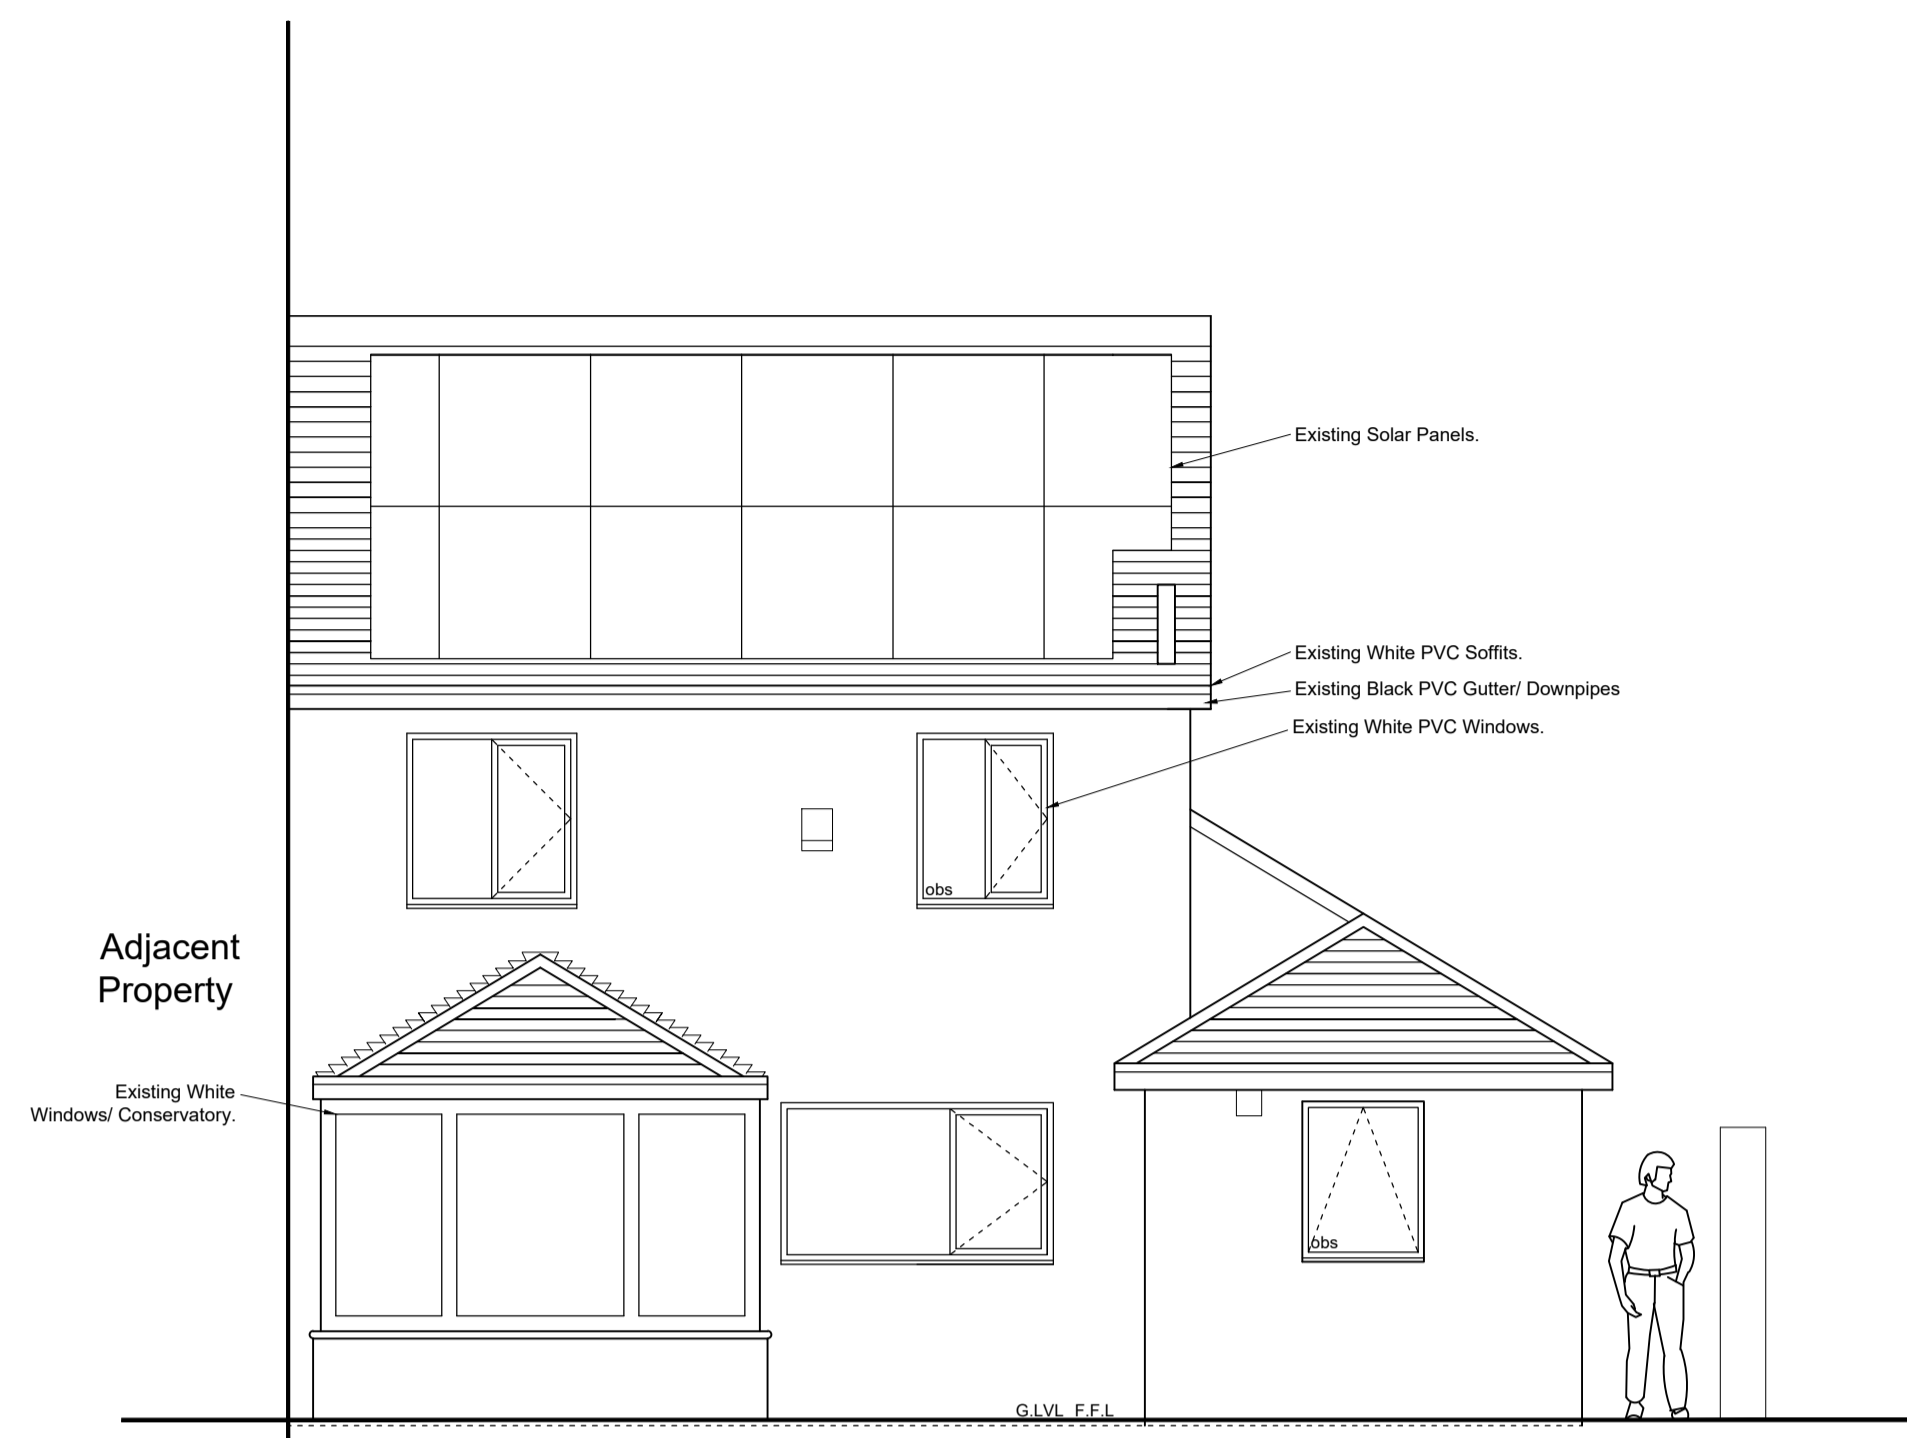 Existing Solar Panels.
Existing White PVC Soffits.
Existing Black PVC Gutter/ Downpipes
Existing White PVC Windows.
obs
Adjacent
Property
Existing White
Windows/ Conservatory.
obs
G.LVL F.F.L